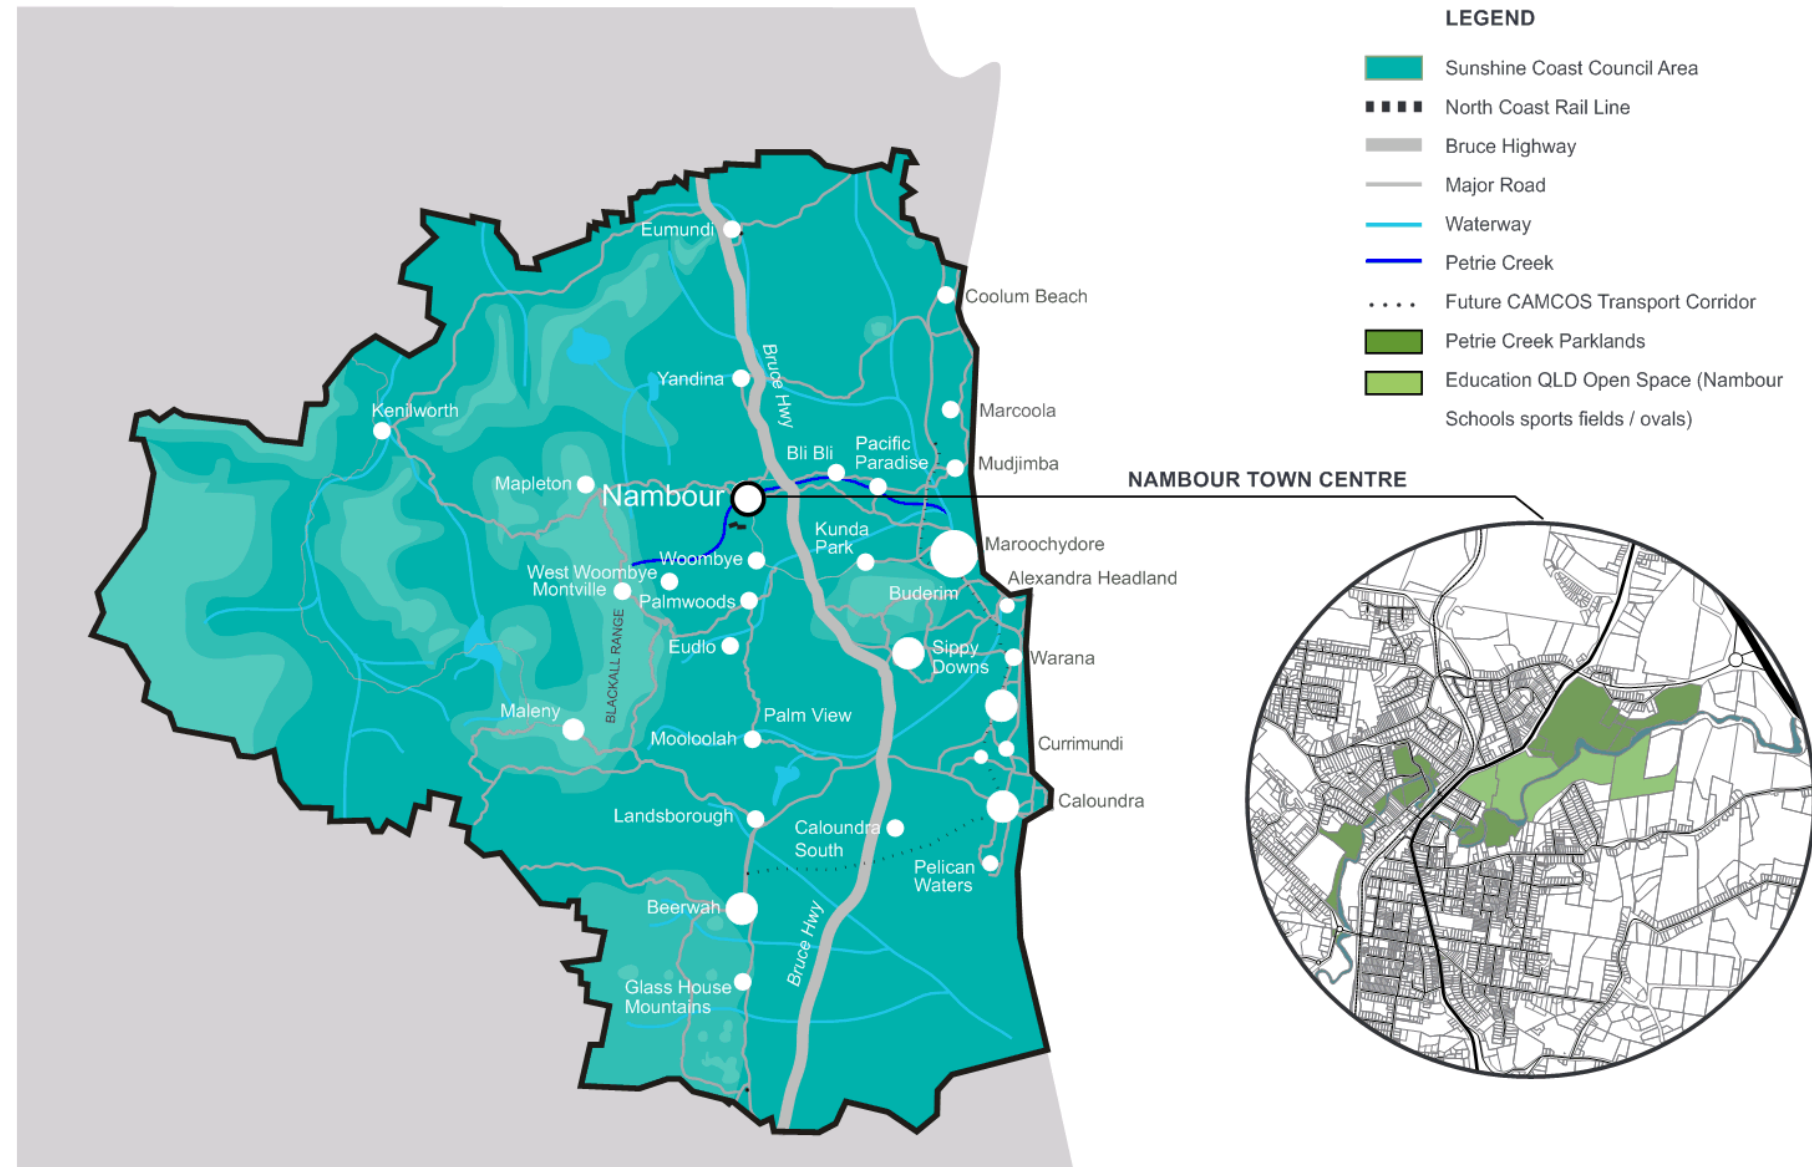 LEGEND
Sunshine Coast Council Area
North Coast Rail Line
Bruce Highway
Major Road
Waterway
Petrie Creek
Future CAMCOS Transport Corridor
Petrie Creek Parklands
Education QLD Open Space (Nambour
Schools sports fields / ovals)
Eumundi
Coolum Beach
Bruce Hwy
Yandina
Kenilworth
Marcoola
Bli Bli
Pacific
Paradise
Mudjimba
Mapleton
Nambour
NAMBOUR TOWN CENTRE
Kunda
Park
Maroochydore
Woombye
West Woombye
Montville
Alexandra Headland
Palmwoods
Buderim
Eudlo
Sippy
Downs
Warana
BLACKALL RANGE
Maleny
Palm View
Mooloolah
Currimundi
Caloundra
Landsborough
Caloundra
South
Pelican
Waters
Beerwah
Bruce Hwy
Glass House
Mountains